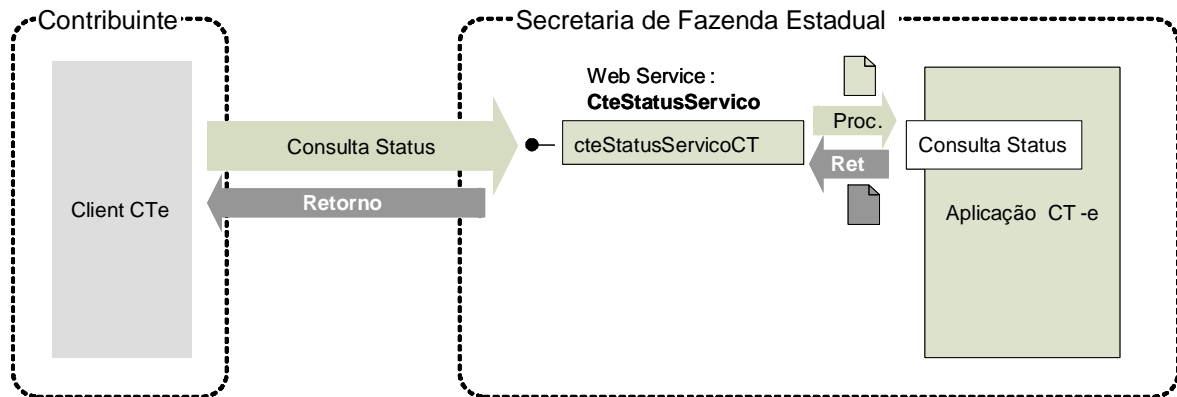 Contribuinte
Secretaria de Fazenda Estadual
Web Service :
CteStatusServico
Proc.
Consulta Status
cteStatusServicoCT
Consulta Status
Ret
Retorno
Client CTe
Aplicação CT -e